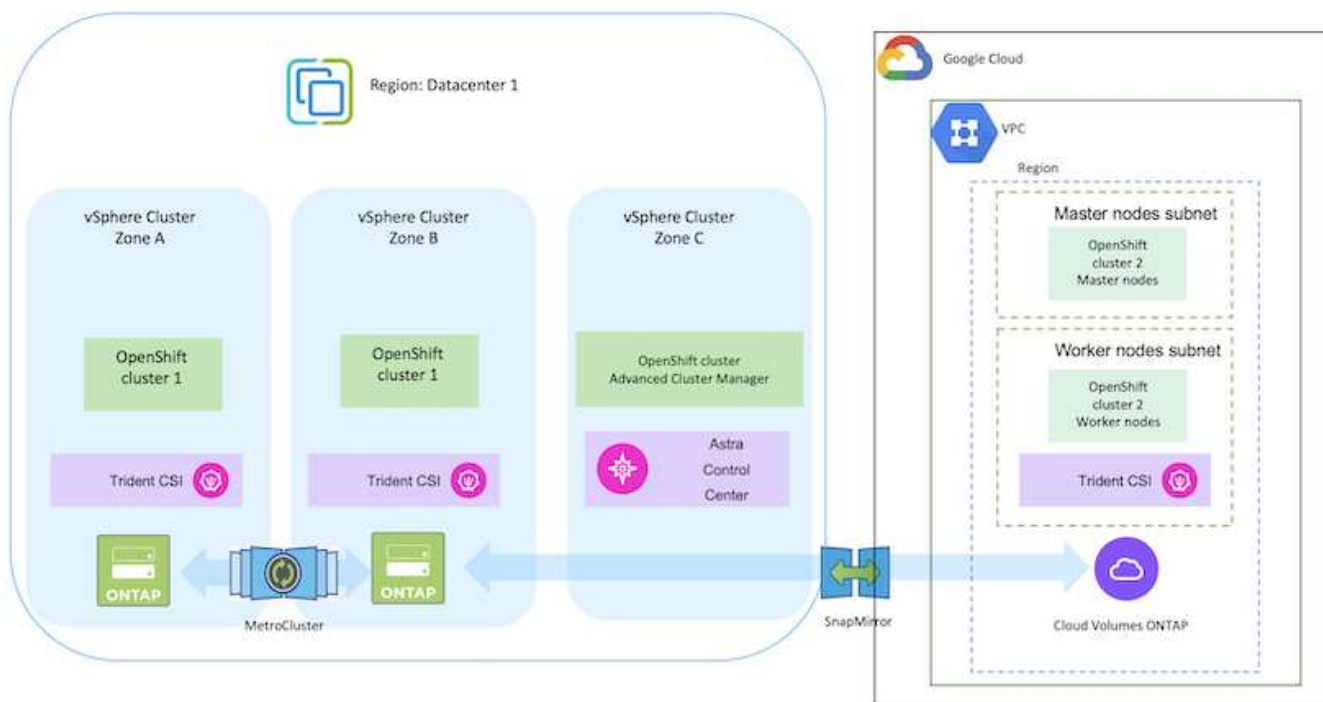 Region: Datacenter 1
vSphere Cluster
Zone A
OpenShift
cluster 1
Trident CSI
ONTAP
MetroCluster
vSphere Cluster
Zone B
OpenShift
cluster 1
Trident CSI
ONTAP
vSphere Cluster
Zone C
OpenShift cluster
Advanced Cluster Manager
Astra
Control
Center
SnapMirror
Google Cloud
VPC
Region
Master nodes subnet
OpenShift
cluster 2
Master nodes
Worker nodes subnet
OpenShift
cluster 2
Worker nodes
Trident CSI
Cloud Volumes ONTAP